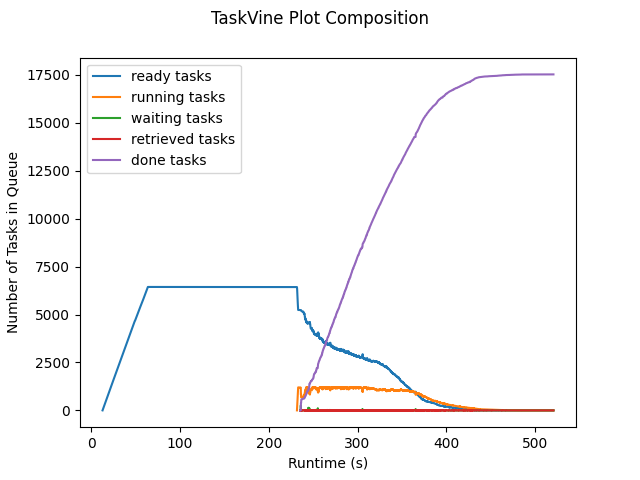 TaskVine Plot Composition
ready tasks
running tasks
waiting tasks
retrieved tasks
done tasks
Number of Tasks in Queue
17500
15000
12500
10000
7500
5000
2500
0
0 100 200 300 400 500
Runtime (s)